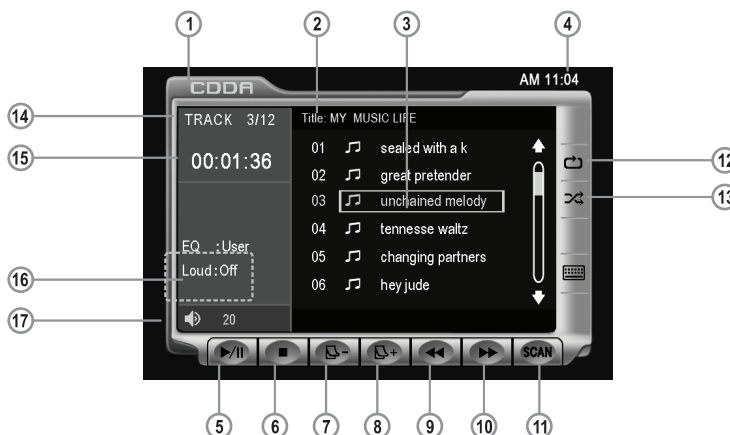 1 2 3 4
AM 11:04
CDDA
14 TRACK 3/12 Title: MY MUSIC LIFE
15 00:01:36
01 sealed with a k
02 great pretender
03 unchained melody
04 tennesse waltz
05 changing partners
06 hey jude
12
13
EQ :User
Loud:Off
16
17 20
SCAN
5 6 7 8 9 10 11